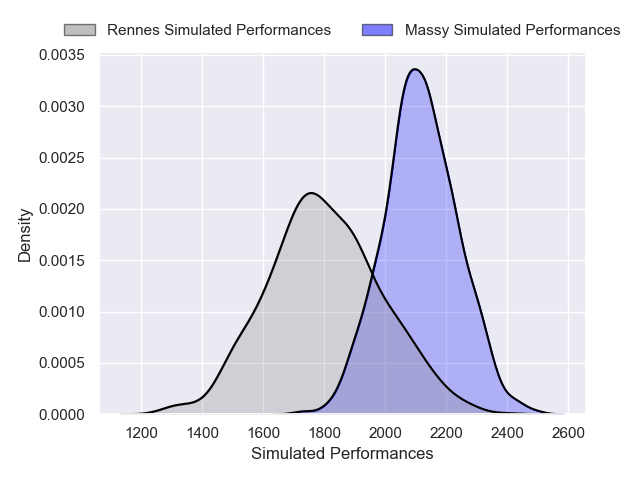 Rennes Simulated Performances
Massy Simulated Performances
0.0035
0.0030
0.0025
0.0020
0.0015
0.0010
0.0005
0.0000
Density
1200 1400 1600 1800 2000 2200 2400 2600
Simulated Performances